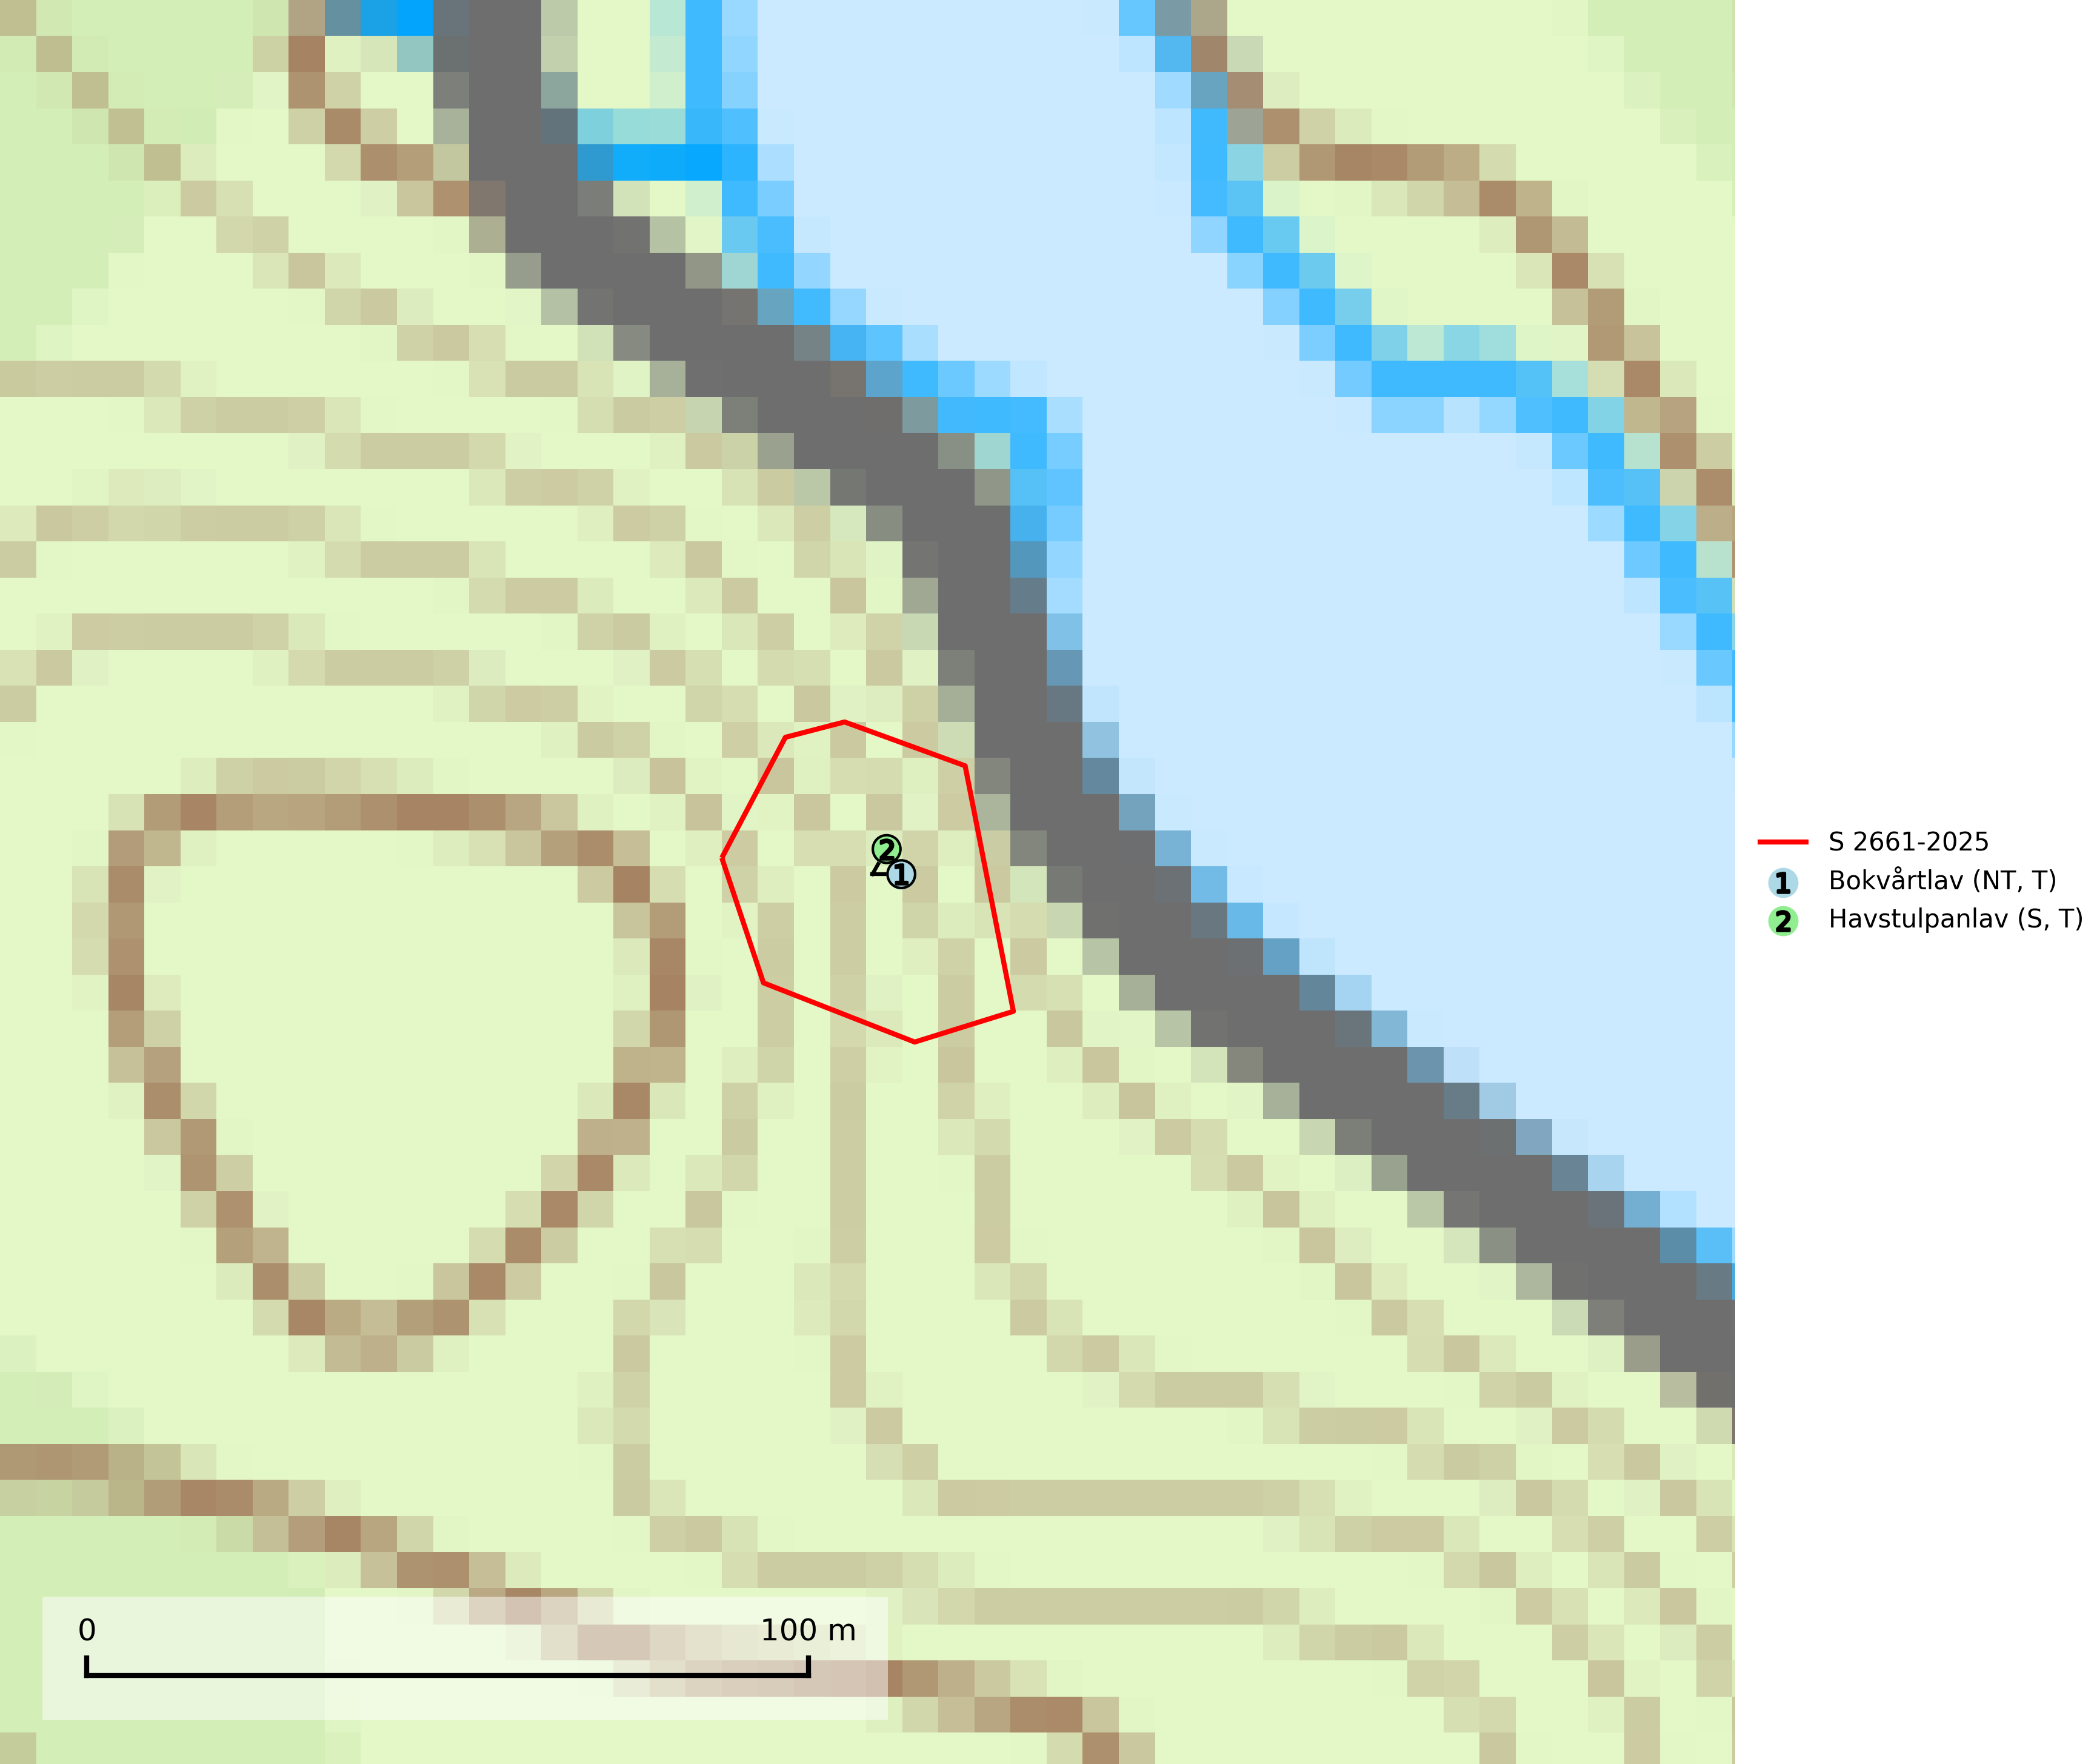 2
1
S 2661-2025
1 Bokvårtlav (NT, T)
2 Havstulpanlav (S, T)
0 100 m